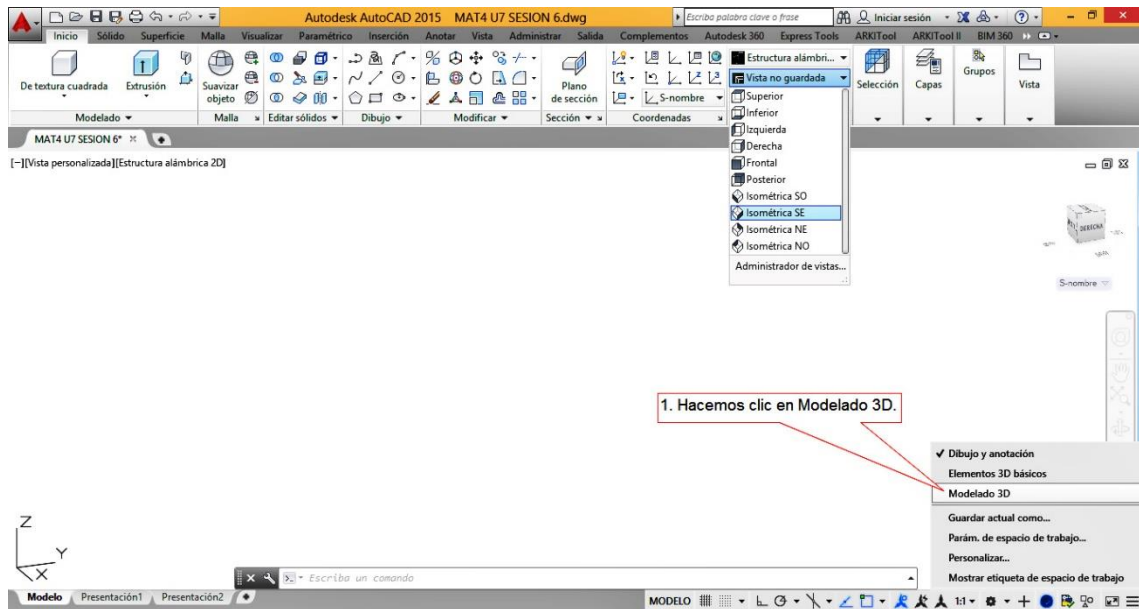 Autodesk AutoCAD 2015 MAT4 U7 SESION 6.dwg
Escriba palabra clave o frase
Iniciar sesión
Inicio Sólido Superficie Malla Visualizar Paramétrico Inserción Anotar Vista Administrar Salida Complementos Autodesk 360 Express Tools ARKITool ARKITool II BIM 360
De textura cuadrada
Extrusión
Suavizar
objeto
Plano
de sección
S-nombre
Estructura alámbri...
Vista no guardada
Selección
Capas
Grupos
Vista
Modelado
Malla
Editar sólidos
Dibujo
Modificar
Sección
Coordenadas
Superior
Inferior
Izquierda
Derecha
Frontal
Posterior
Isométrica SO
Isométrica SE
Isométrica NE
Isométrica NO
Administrador de vistas...
MAT4 U7 SESION 6*
[−][Vista personalizada][Estructura alámbrica 2D]
DERECHA
S-nombre
1. Hacemos clic en Modelado 3D.
✓ Dibujo y anotación
Elementos 3D básicos
Modelado 3D
Guardar actual como...
Parám. de espacio de trabajo...
Personalizar...
Mostrar etiqueta de espacio de trabajo
Z
Y
X
Escriba un comando
Modelo Presentación1 Presentación2
MODELO
1:1